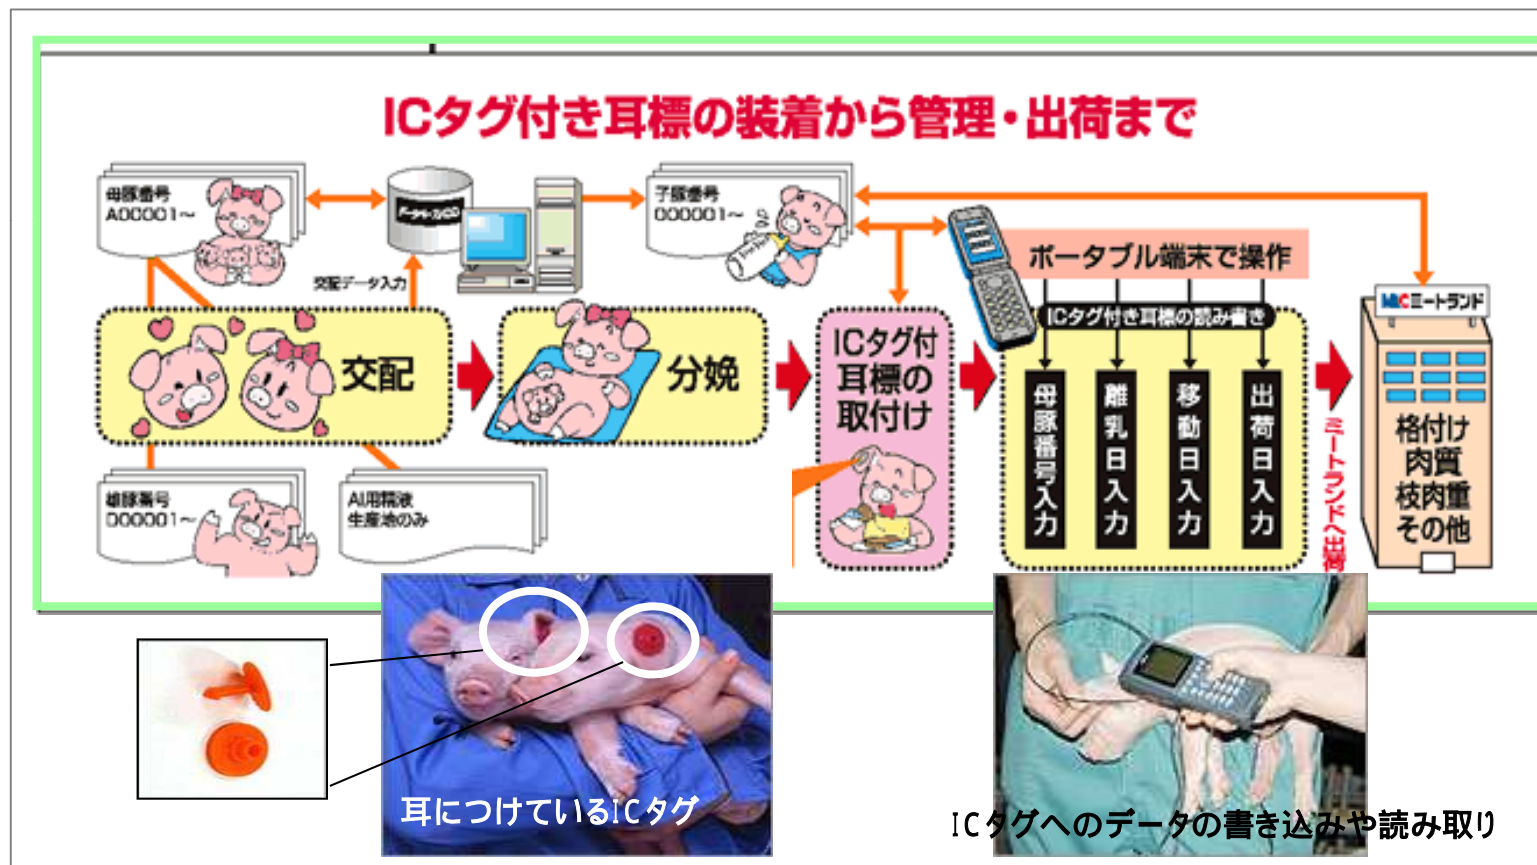 ICタグ付き耳標の装着から管理・出荷まで
母豚番号
A00001～
データベース/CD
子豚番号
000001～
交配データ入力
ポータブル端末で操作
ICタグ付き耳標の読み書き
ミートランド
交配
分娩
ICタグ付
耳標の
取付け
母豚番号入力
離乳日入力
移動日入力
出荷日入力
ミートランドへ出荷
格付け
肉質
枝肉重
その他
雄豚番号
D00001～
AI用精液
生産地のみ
耳につけているICタグ
ICタグへのデータの書き込みや読み取り